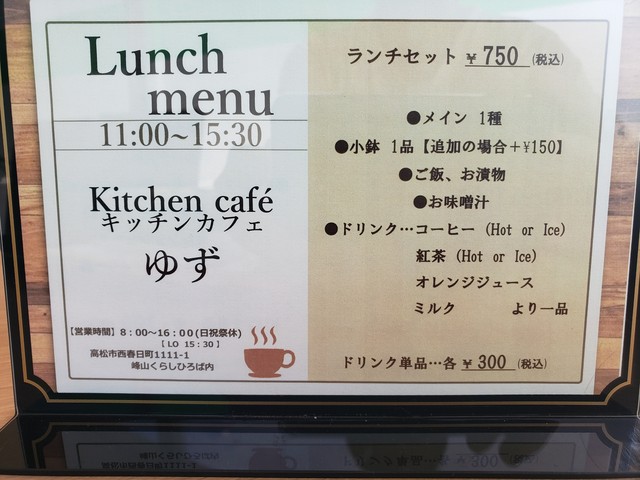 Lunch
menu
11:00~15:30
Kitchen café
キッチンカフェ
ゆず
【営業時間】8：00～16：00(日祝祭休)
【 LO 15：30 】
高松市西春日町1111-1
峰山くらしひろば内
ランチセット ￥750 (税込)
●メイン 1種
●小鉢 1品【追加の場合＋¥150】
●ご飯、お漬物
●お味噌汁
●ドリンク…コーヒー (Hot or Ice)
紅茶 (Hot or Ice)
オレンジジュース
ミルク より一品
ドリンク単品…各 ￥300 (税込)